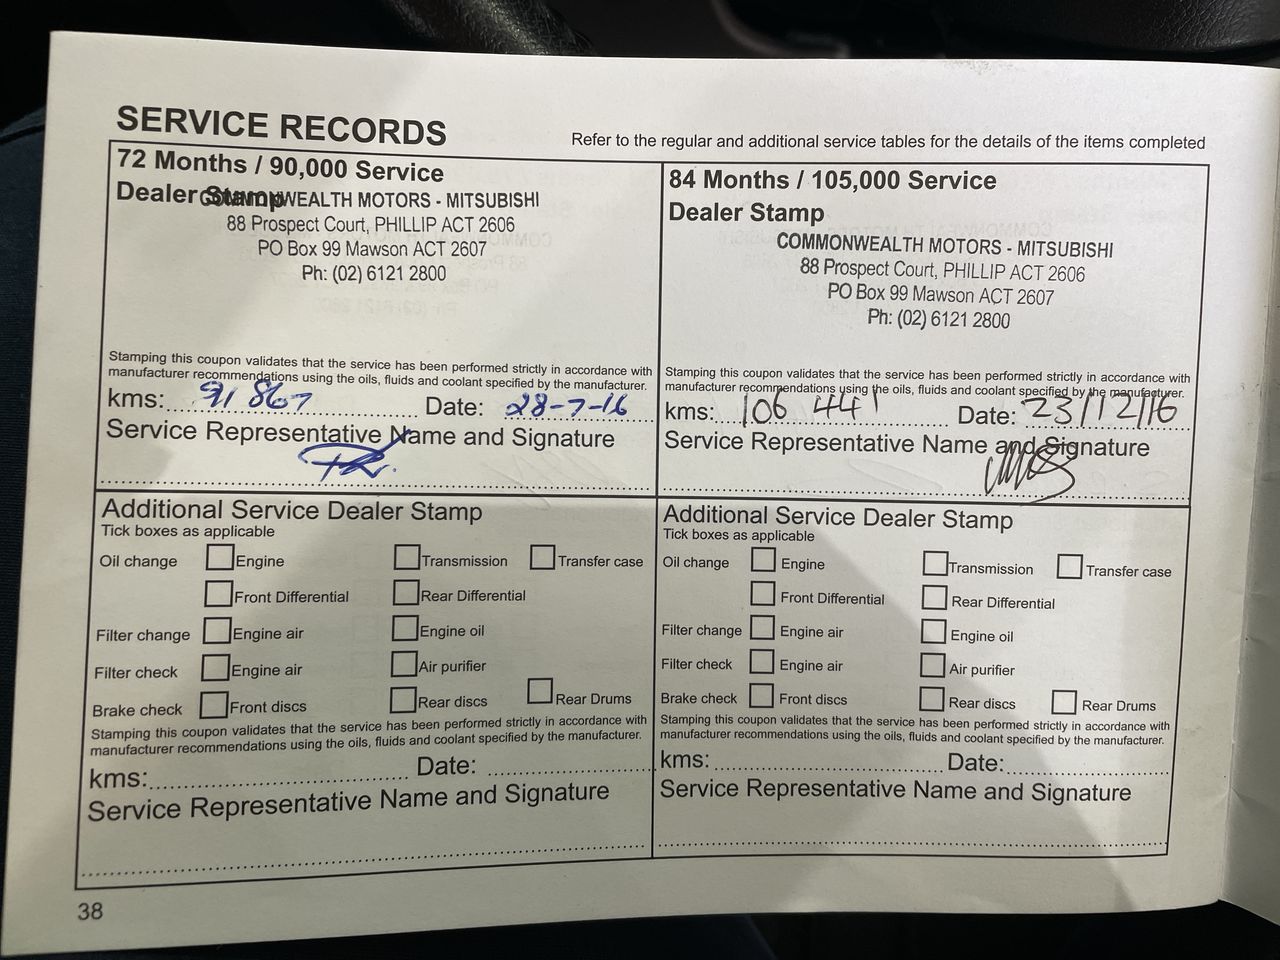 SERVICE RECORDS
Refer to the regular and additional service tables for the details of the items completed
72 Months / 90,000 Service
Dealer Stamp
COMMONWEALTH MOTORS - MITSUBISHI
88 Prospect Court, PHILLIP ACT 2606
PO Box 99 Mawson ACT 2607
Ph: (02) 6121 2800
Stamping this coupon validates that the service has been performed strictly in accordance with
manufacturer recommendations using the oils, fluids and coolant specified by the manufacturer.
kms: 91 867 Date: 28-7-16
Service Representative Name and Signature
Additional Service Dealer Stamp
Tick boxes as applicable
Oil change Engine Transmission Transfer case
Front Differential Rear Differential
Filter change Engine air Engine oil
Filter check Engine air Air purifier
Brake check Front discs Rear discs Rear Drums
Stamping this coupon validates that the service has been performed strictly in accordance with
manufacturer recommendations using the oils, fluids and coolant specified by the manufacturer.
kms: Date:
Service Representative Name and Signature
84 Months / 105,000 Service
Dealer Stamp
COMMONWEALTH MOTORS - MITSUBISHI
88 Prospect Court, PHILLIP ACT 2606
PO Box 99 Mawson ACT 2607
Ph: (02) 6121 2800
Stamping this coupon validates that the service has been performed strictly in accordance with
manufacturer recommendations using the oils, fluids and coolant specified by the manufacturer.
kms: 106 441 Date: 23/12/16
Service Representative Name and Signature
Additional Service Dealer Stamp
Tick boxes as applicable
Oil change Engine Transmission Transfer case
Front Differential Rear Differential
Filter change Engine air Engine oil
Filter check Engine air Air purifier
Brake check Front discs Rear discs Rear Drums
Stamping this coupon validates that the service has been performed strictly in accordance with
manufacturer recommendations using the oils, fluids and coolant specified by the manufacturer.
kms: Date:
Service Representative Name and Signature
38